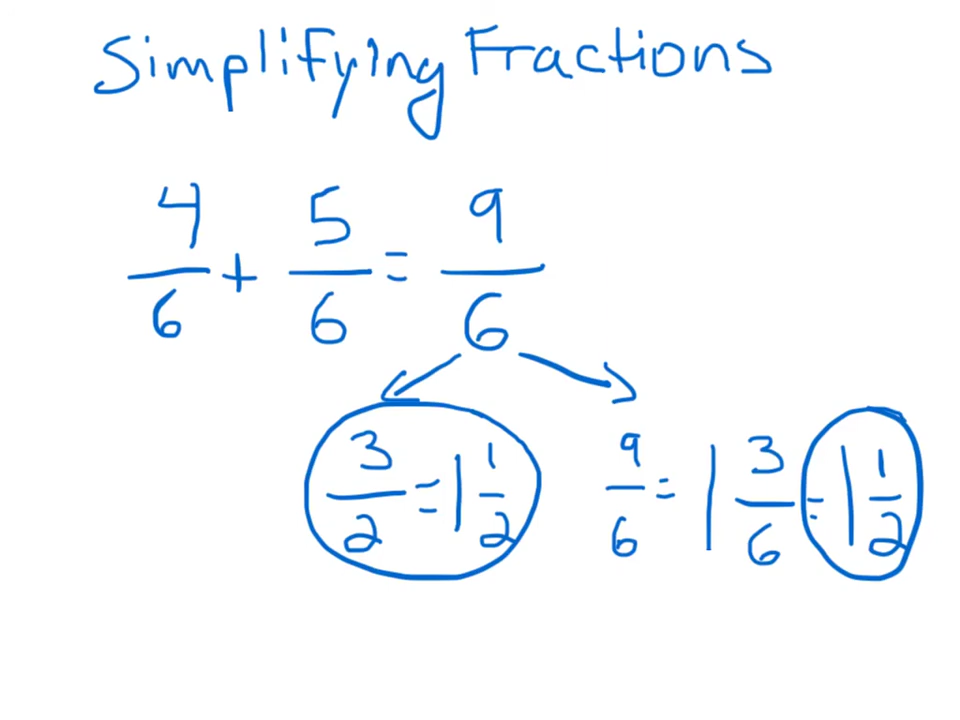 Simplifying Fractions
4/6 + 5/6 = 9/6
3/2 = 1 1/2 9/6 = 1 3/6 = 1 1/2